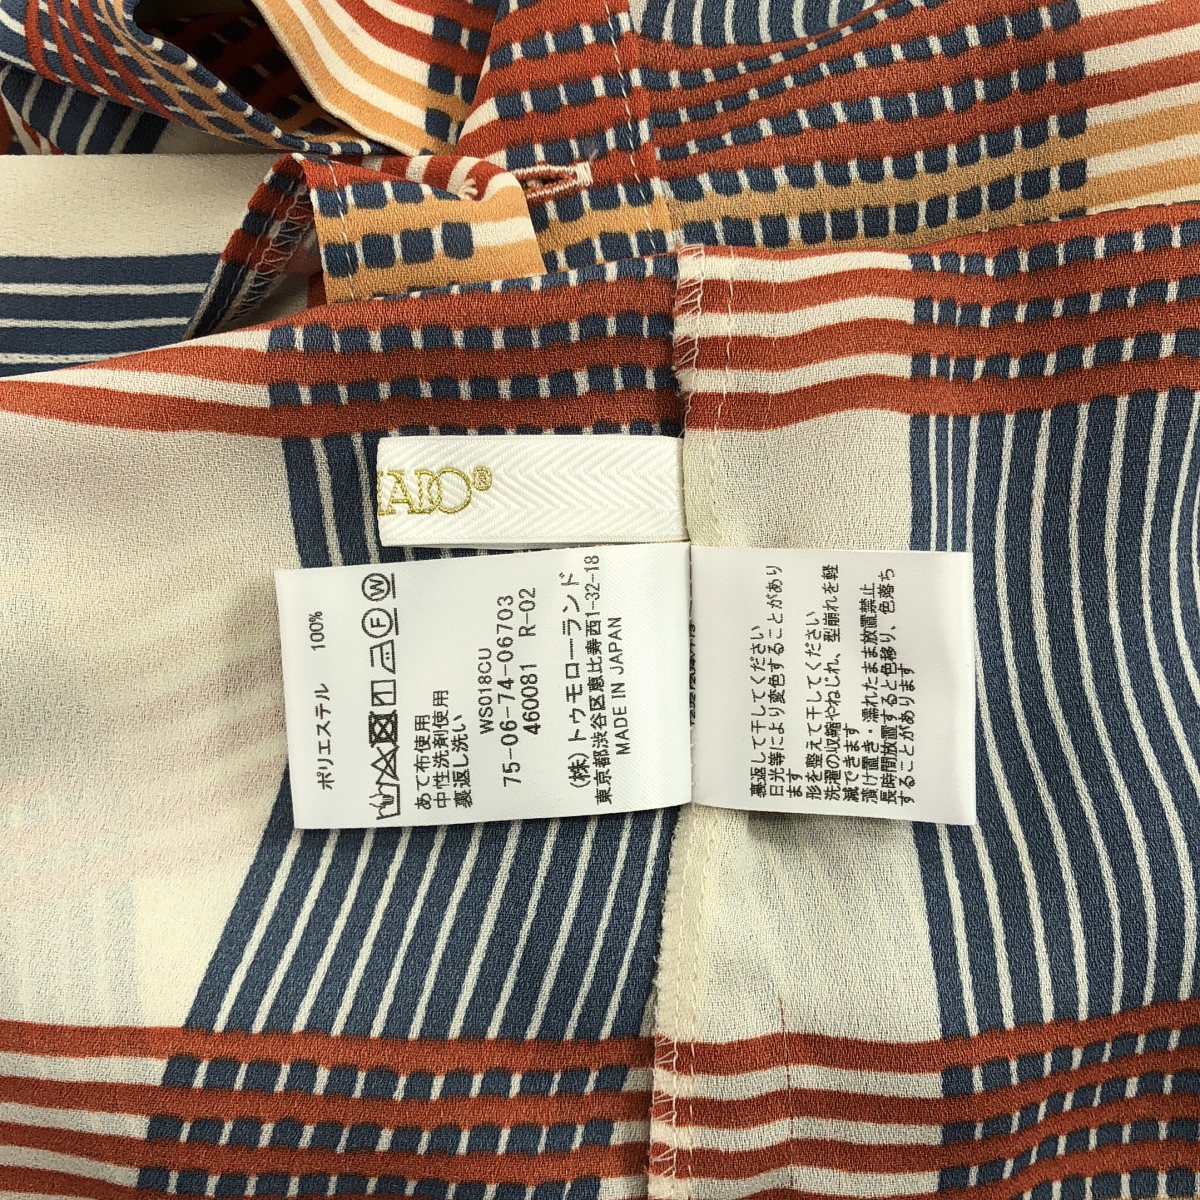 ADO®
ポリエステル 100%
あて布使用
中性洗剤使用
裏返し洗い
WS018CU
75-06-74-06703
460081 R-02
(株)トゥモローランド
東京都渋谷区恵比寿西1-32-18
MADE IN JAPAN
裏返して干してください
日光等により変色することがあり
ます
形を整えて干してください
洗濯の収縮やねじれ、型崩れを軽
減できます
漬け置き・濡れたまま放置禁止
長時間放置すると色移り、色落ち
することがあります